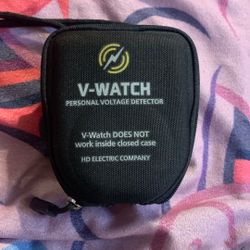 V-WATCH
PERSONAL VOLTAGE DETECTOR
V-Watch DOES NOT
work inside closed case
HD ELECTRIC COMPANY